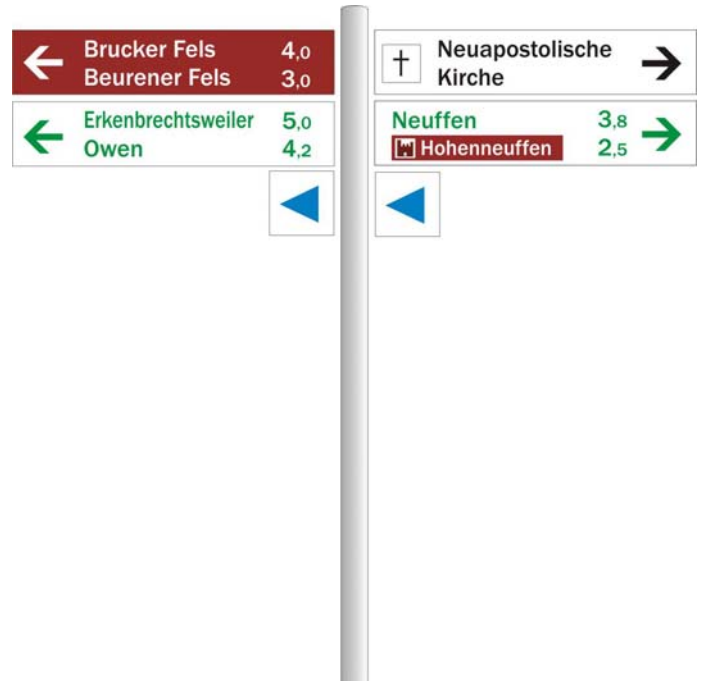 Brucker Fels 4,0
Beurener Fels 3,0
Erkenbrechtsweiler 5,0
Owen 4,2
Neuapostolische
Kirche
Neuffen 3,8
Hohenneuffen 2,5